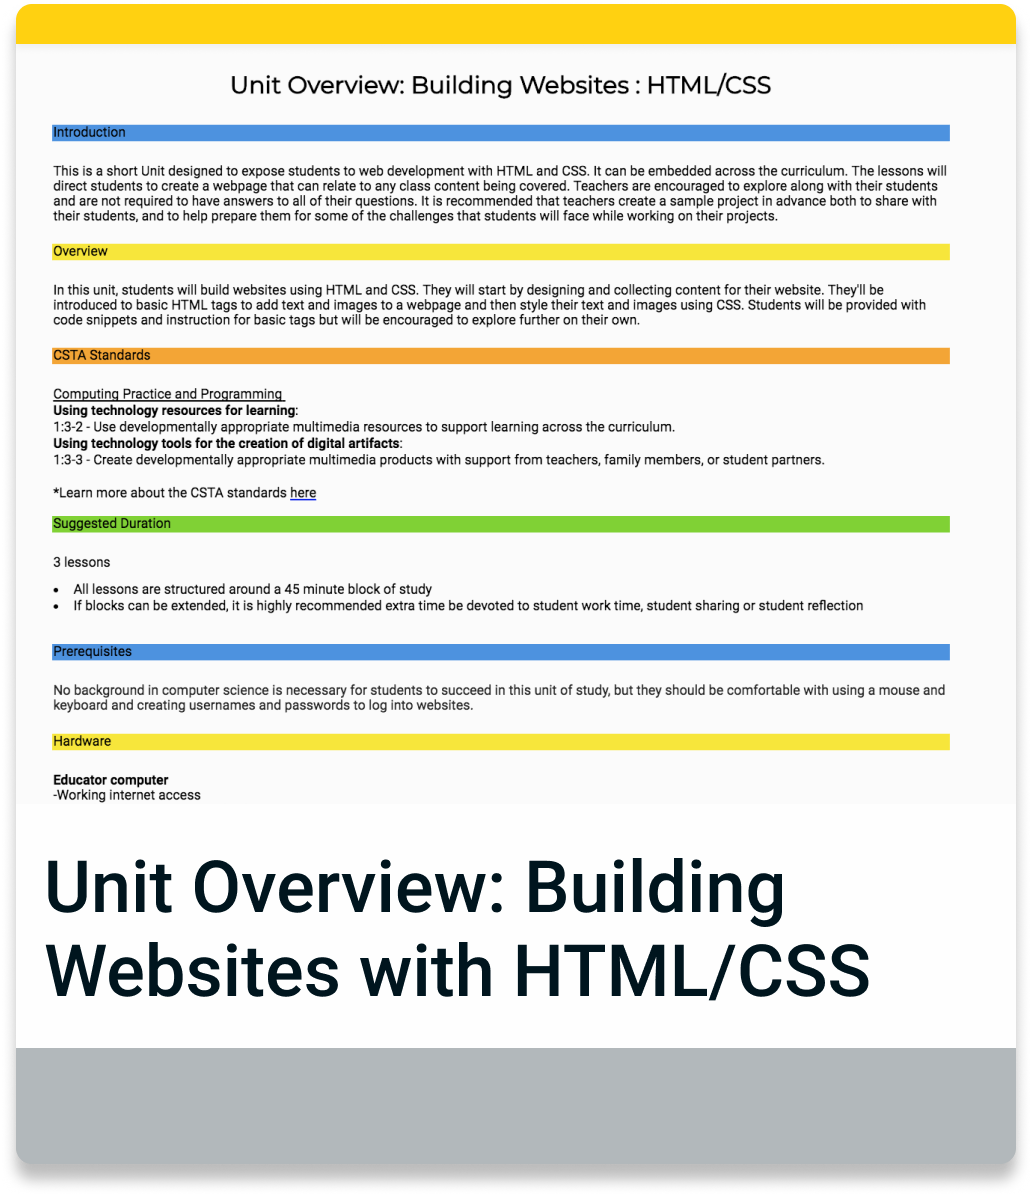 Unit Overview: Building Websites : HTML/CSS
Introduction
This is a short Unit designed to expose students to web development with HTML and CSS. It can be embedded across the curriculum. The lessons will
direct students to create a webpage that can relate to any class content being covered. Teachers are encouraged to explore along with their students
and are not required to have answers to all of their questions. It is recommended that teachers create a sample project in advance both to share with
their students, and to help prepare them for some of the challenges that students will face while working on their projects.
Overview
In this unit, students will build websites using HTML and CSS. They will start by designing and collecting content for their website. They'll be
introduced to basic HTML tags to add text and images to a webpage and then style their text and images using CSS. Students will be provided with
code snippets and instruction for basic tags but will be encouraged to explore further on their own.
CSTA Standards
Computing Practice and Programming
Using technology resources for learning:
1:3-2 - Use developmentally appropriate multimedia resources to support learning across the curriculum.
Using technology tools for the creation of digital artifacts:
1:3-3 - Create developmentally appropriate multimedia products with support from teachers, family members, or student partners.
*Learn more about the CSTA standards here
Suggested Duration
3 lessons
• All lessons are structured around a 45 minute block of study
• If blocks can be extended, it is highly recommended extra time be devoted to student work time, student sharing or student reflection
Prerequisites
No background in computer science is necessary for students to succeed in this unit of study, but they should be comfortable with using a mouse and
keyboard and creating usernames and passwords to log into websites.
Hardware
Educator computer
-Working internet access
Unit Overview: Building
Websites with HTML/CSS